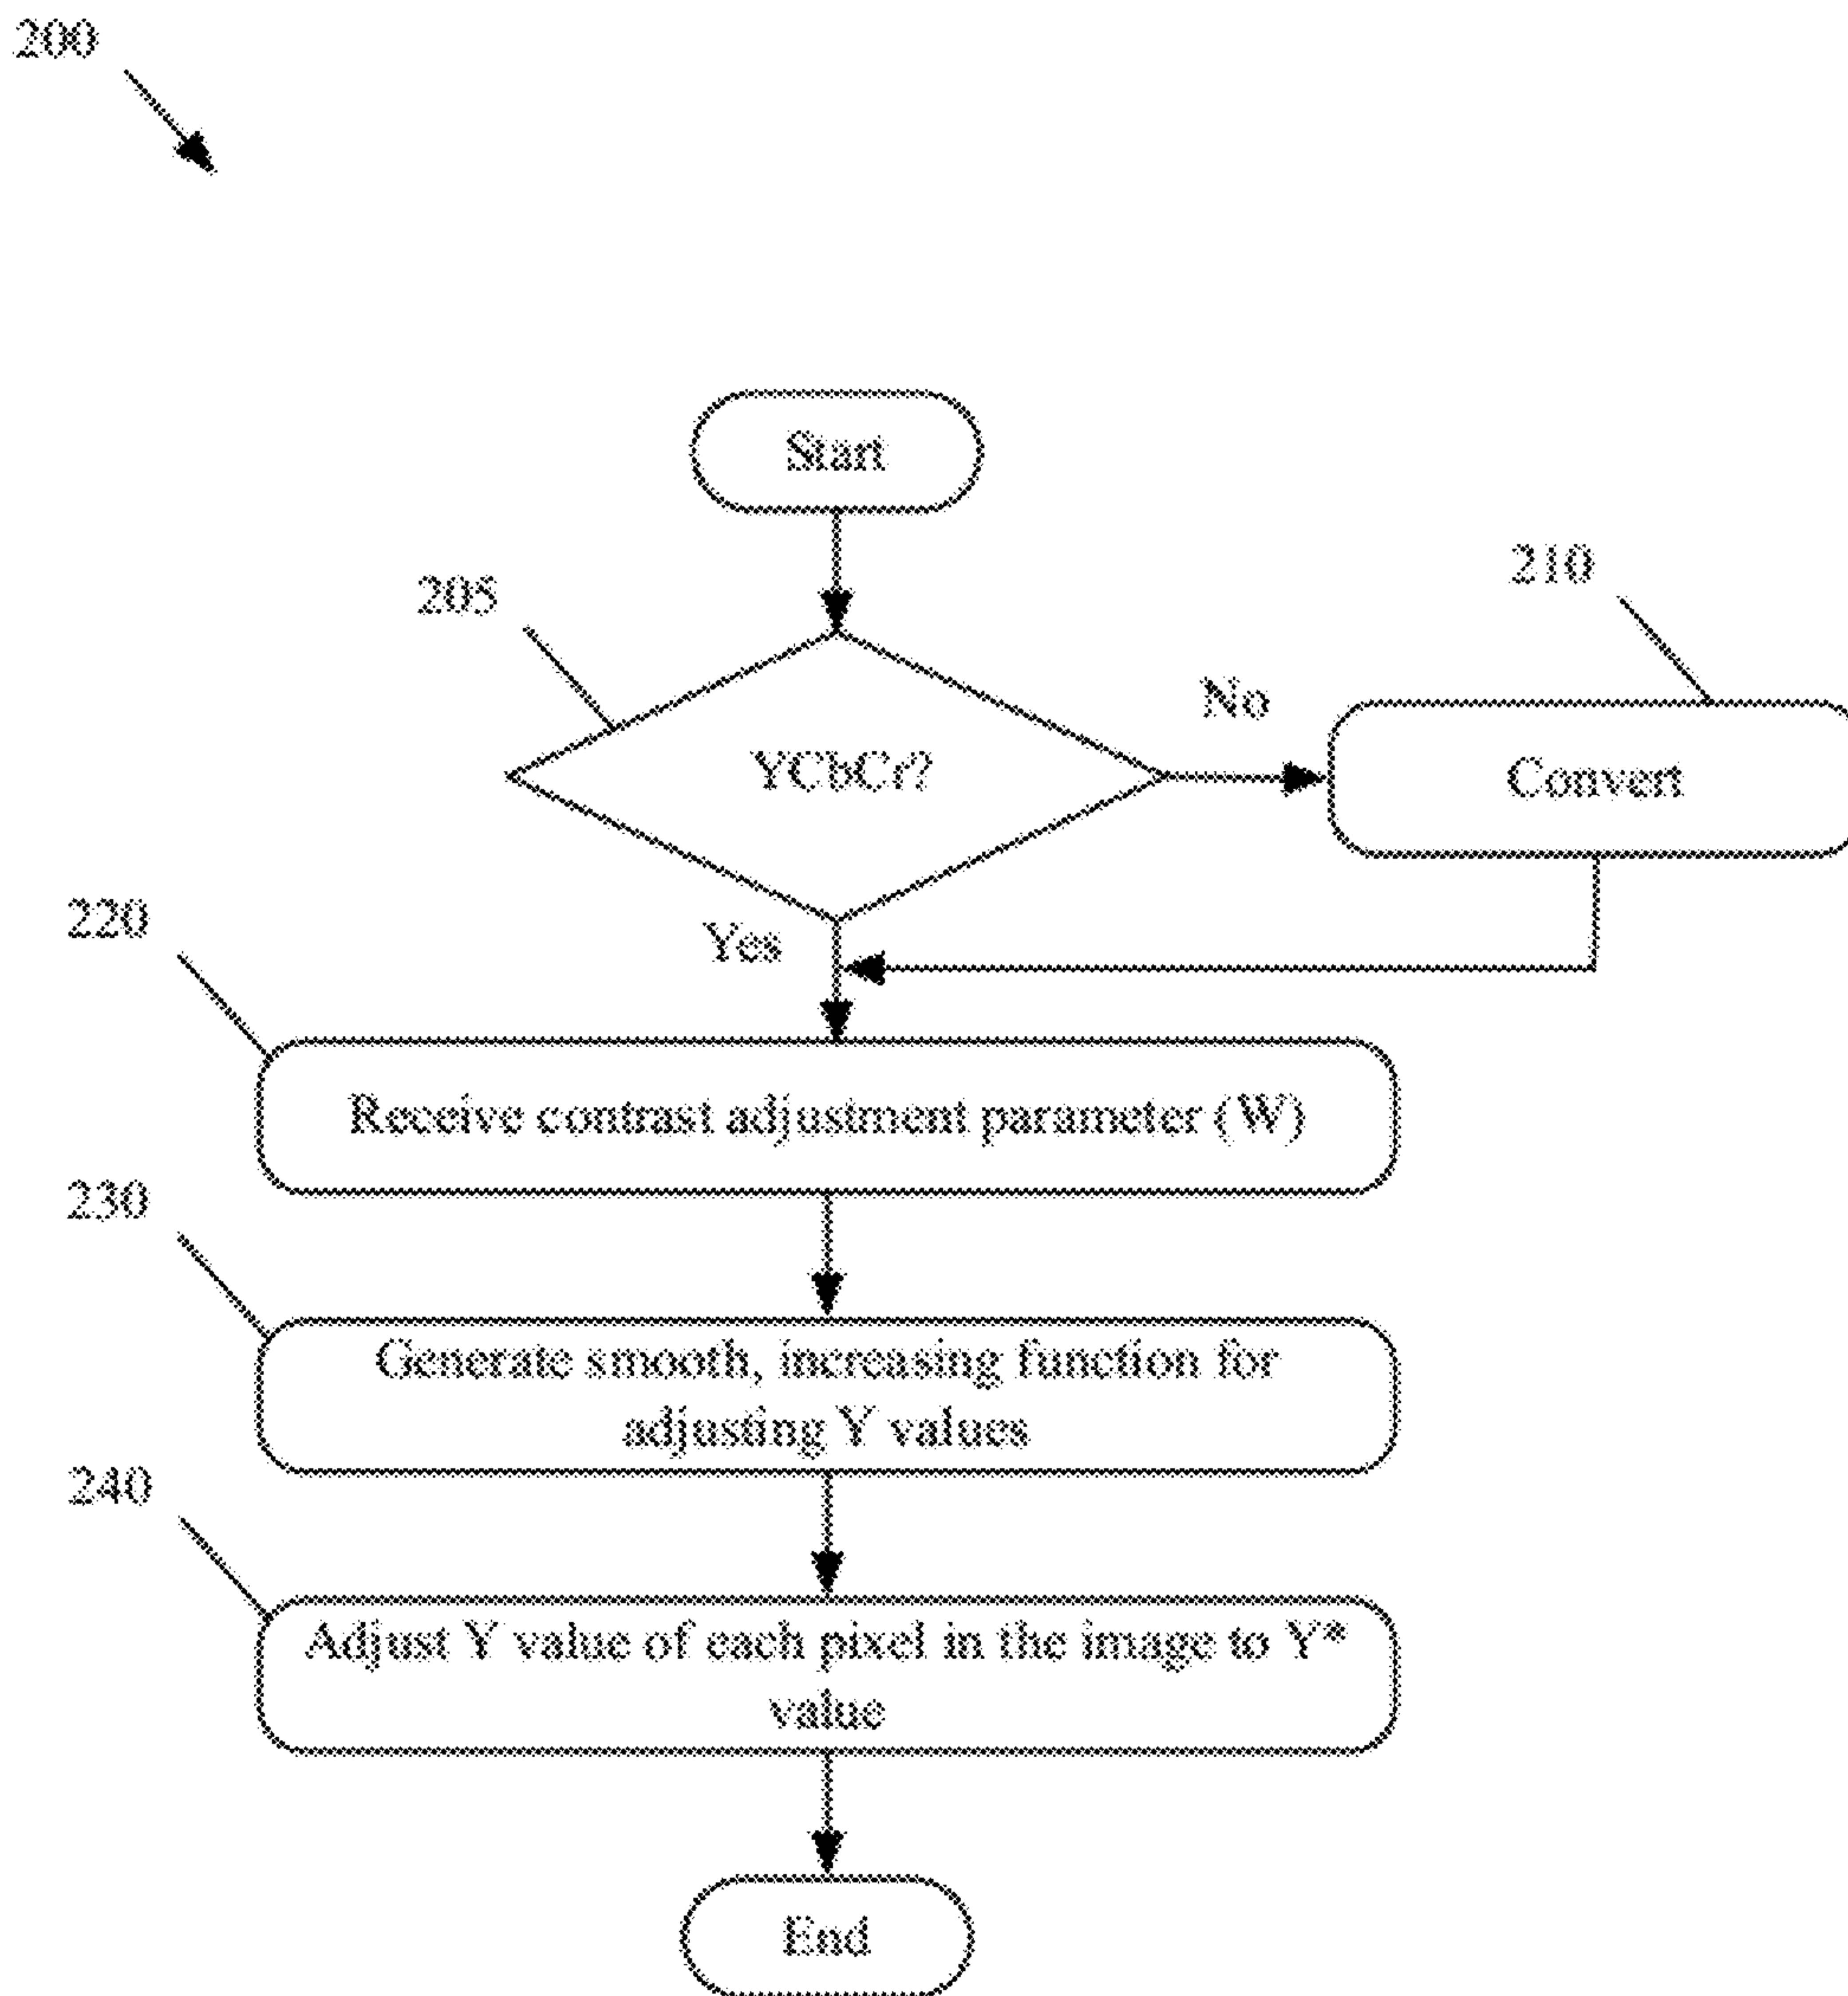 200
Start
205
210
No
YCbCr?
Convert
220
Yes
Receive contrast adjustment parameter (W)
230
Generate smooth, increasing function for
adjusting Y values
240
Adjust Y value of each pixel in the image to Y*
value
End